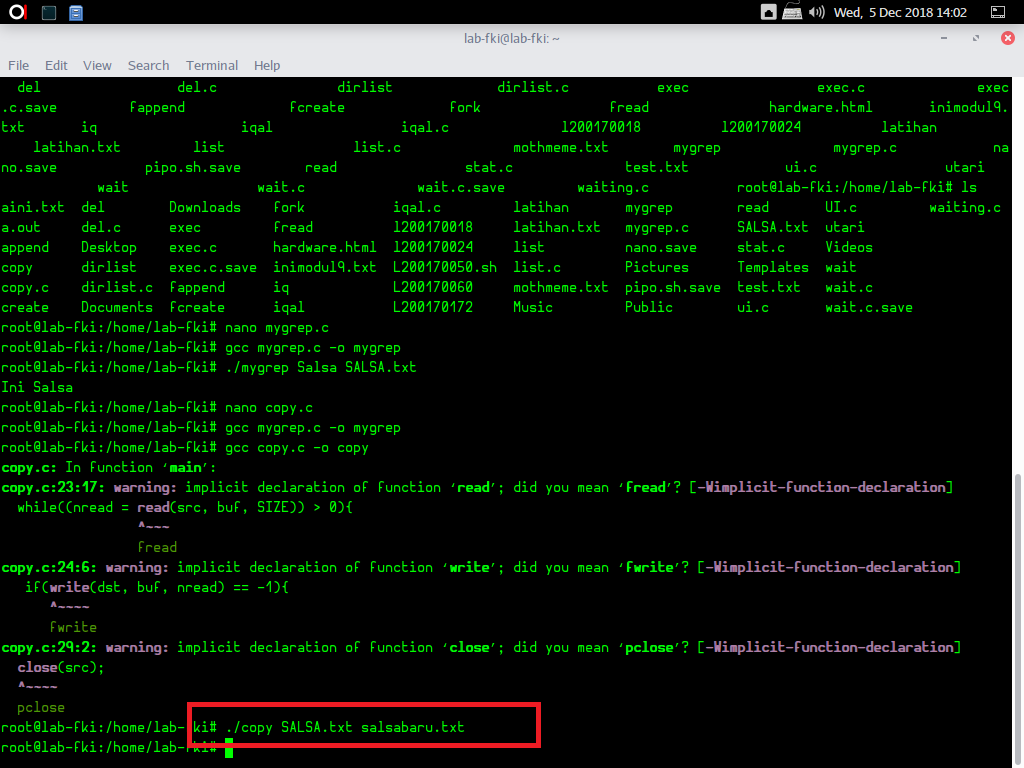 Wed, 5 Dec 2018 14:02
lab-fki@lab-fki: ~
File Edit View Search Terminal Help
del del.c dirlist dirlist.c exec exec.c exec
.c.save fappend fcreate fork fread hardware.html inimodul9.
txt iq iqal iqal.c l200170018 l200170024 latihan
latihan.txt list list.c mothmeme.txt mygrep mygrep.c na
no.save pipo.sh.save read stat.c test.txt ui.c utari
wait wait.c wait.c.save waiting.c root@lab-fki:/home/lab-fki# ls
aini.txt del Downloads fork iqal.c latihan mygrep read UI.c waiting.c
a.out del.c exec fread l200170018 latihan.txt mygrep.c SALSA.txt utari
append Desktop exec.c hardware.html l200170024 list nano.save stat.c Videos
copy dirlist exec.c.save inimodul9.txt L200170050.sh list.c Pictures Templates wait
copy.c dirlist.c fappend iq L200170060 mothmeme.txt pipo.sh.save test.txt wait.c
create Documents fcreate iqal L200170172 Music Public ui.c wait.c.save
root@lab-fki:/home/lab-fki# nano mygrep.c
root@lab-fki:/home/lab-fki# gcc mygrep.c -o mygrep
root@lab-fki:/home/lab-fki# ./mygrep Salsa SALSA.txt
Ini Salsa
root@lab-fki:/home/lab-fki# nano copy.c
root@lab-fki:/home/lab-fki# gcc mygrep.c -o mygrep
root@lab-fki:/home/lab-fki# gcc copy.c -o copy
copy.c: In function ‘main’:
copy.c:23:17: warning: implicit declaration of function ‘read’; did you mean ‘fread’? [-Wimplicit-function-declaration]
while((nread = read(src, buf, SIZE)) > 0){
^~~~
fread
copy.c:24:6: warning: implicit declaration of function ‘write’; did you mean ‘fwrite’? [-Wimplicit-function-declaration]
if(write(dst, buf, nread) == -1){
^~~~~
fwrite
copy.c:29:2: warning: implicit declaration of function ‘close’; did you mean ‘pclose’? [-Wimplicit-function-declaration]
close(src);
^~~~~
pclose
root@lab-fki:/home/lab-fki# ./copy SALSA.txt salsabaru.txt
root@lab-fki:/home/lab-fki#